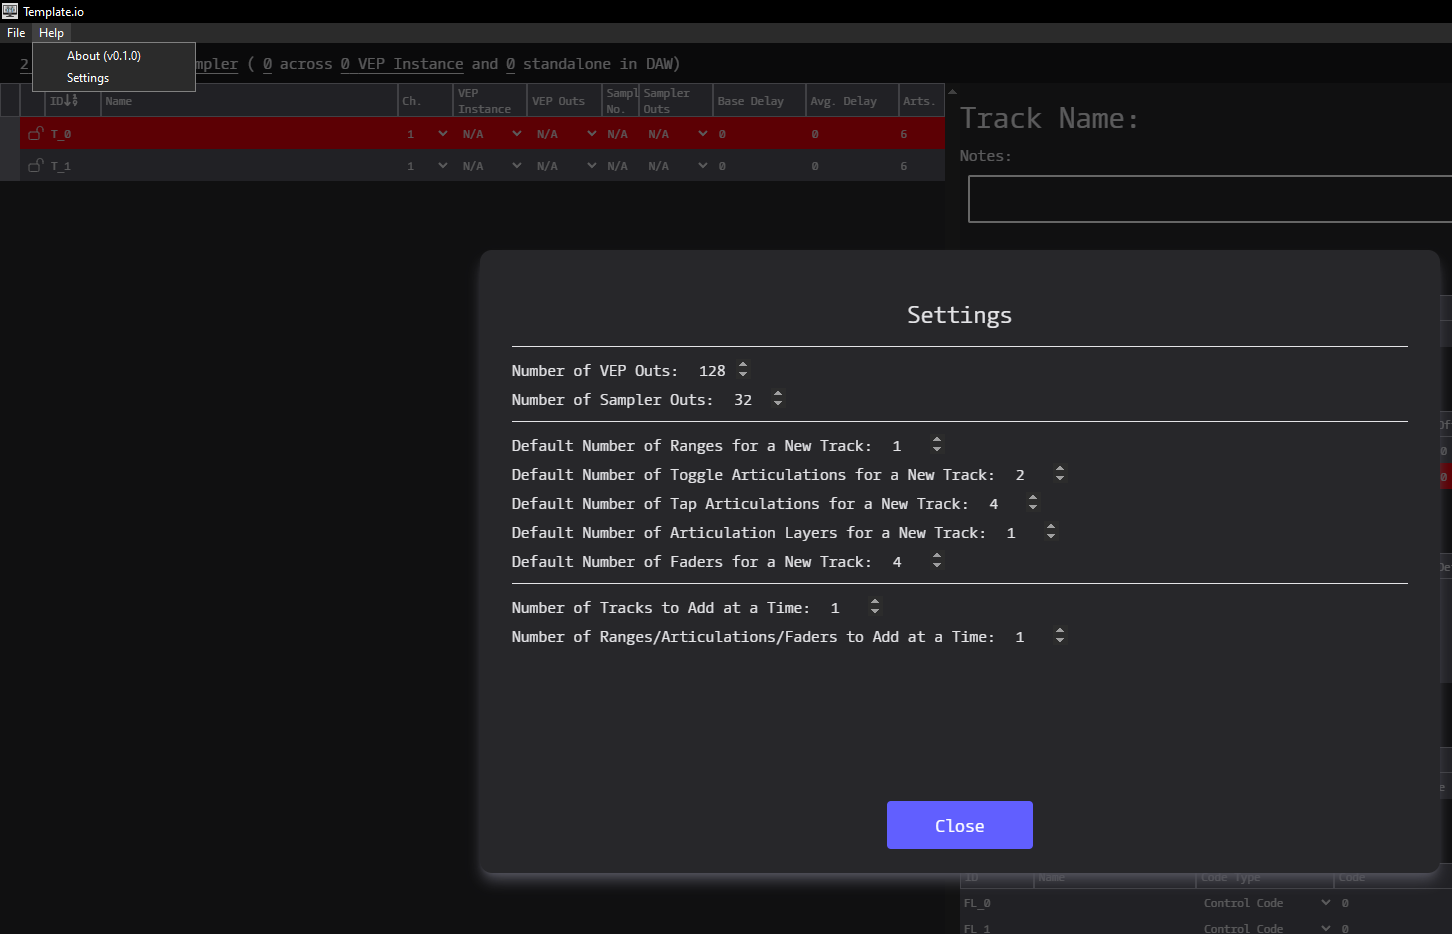 Template.io
File Help
About (v0.1.0)
Settings
2 mpler ( 0 across 0 VEP Instance and 0 standalone in DAW)
ID Name Ch. VEP Instance VEP Outs Sampl No. Sampler Outs Base Delay Avg. Delay Arts.
T_0 1 N/A N/A N/A N/A 0 0 6
T_1 1 N/A N/A N/A N/A 0 0 6
Track Name:
Notes:
Settings
Number of VEP Outs: 128
Number of Sampler Outs: 32
Default Number of Ranges for a New Track: 1
Default Number of Toggle Articulations for a New Track: 2
Default Number of Tap Articulations for a New Track: 4
Default Number of Articulation Layers for a New Track: 1
Default Number of Faders for a New Track: 4
Number of Tracks to Add at a Time: 1
Number of Ranges/Articulations/Faders to Add at a Time: 1
Close
ID Name Code Type Code
FL_0 Control Code 0
FL_1 Control Code 0